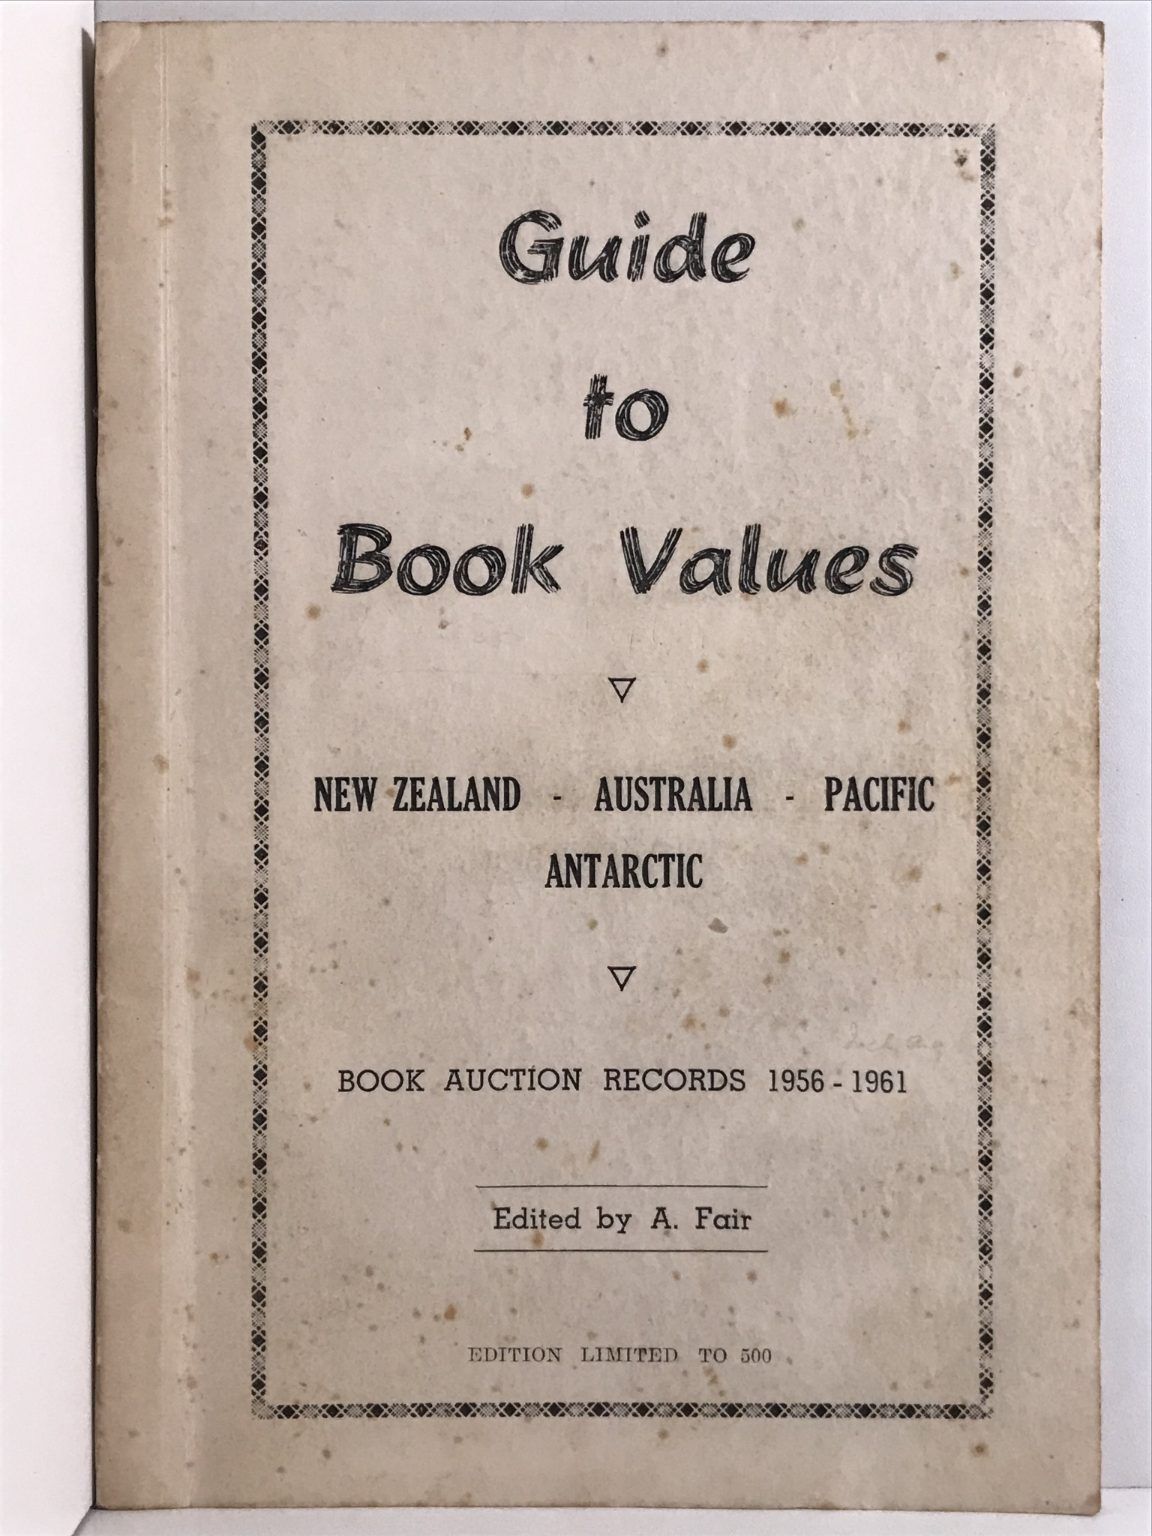 Guide
to
Book Values
NEW ZEALAND - AUSTRALIA - PACIFIC
ANTARCTIC
BOOK AUCTION RECORDS 1956 - 1961
Edited by A. Fair
EDITION LIMITED TO 500